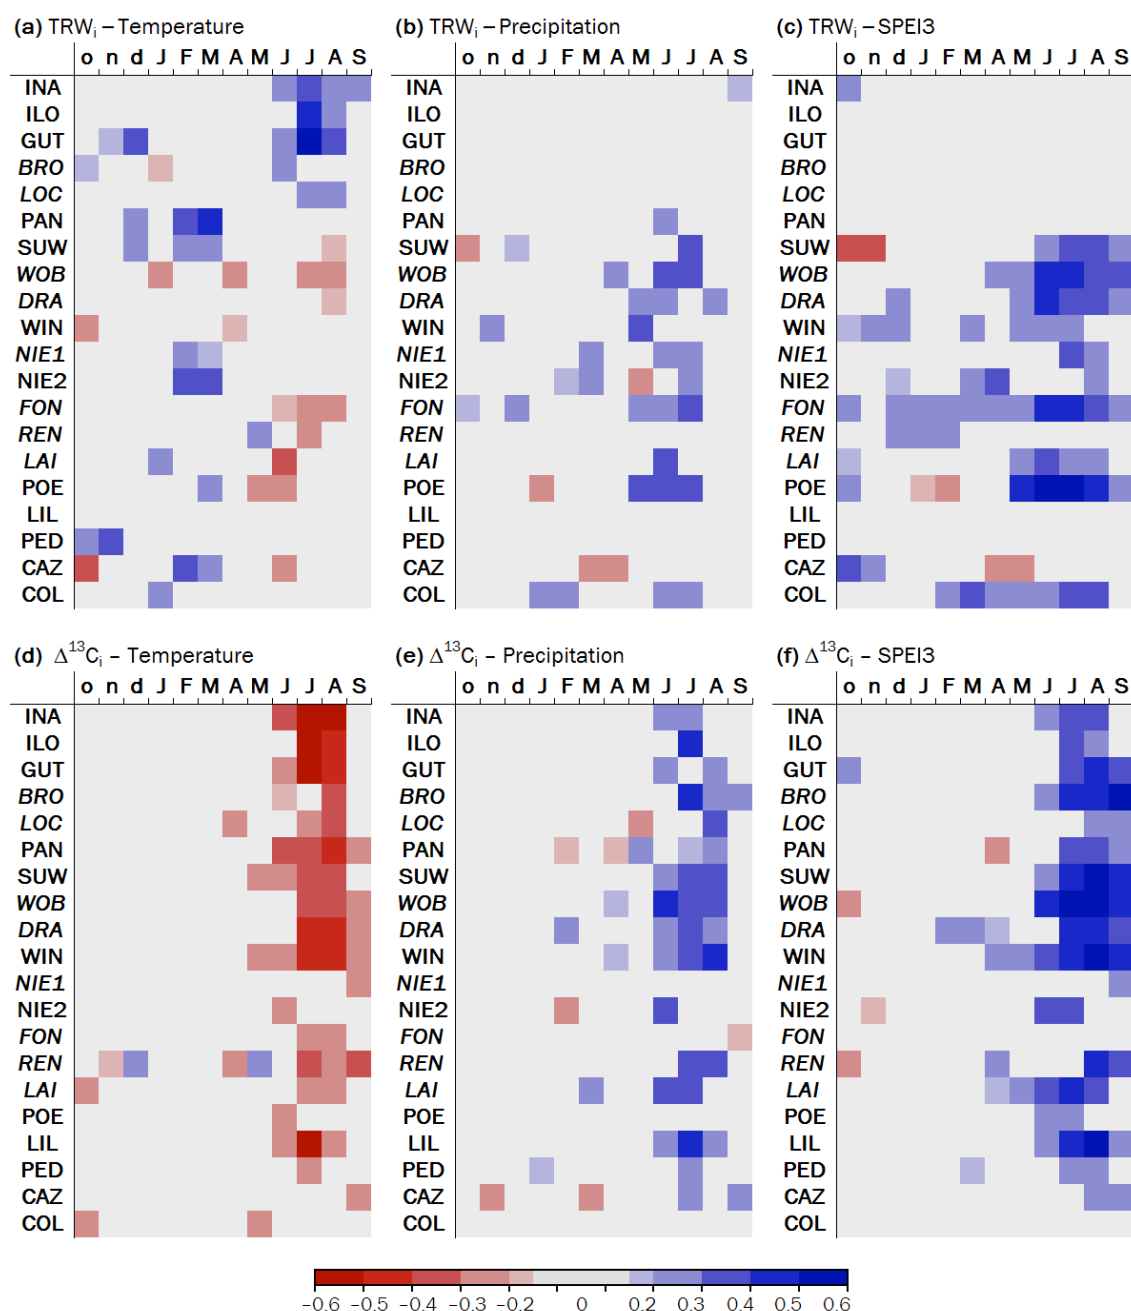 (a) TRWi – Temperature (b) TRWi – Precipitation (c) TRWi – SPEI3
o n d J F M A M J J A S o n d J F M A M J J A S o n d J F M A M J J A S
INA INA INA
ILO ILO ILO
GUT GUT GUT
BRO BRO BRO
LOC LOC LOC
PAN PAN PAN
SUW SUW SUW
WOB WOB WOB
DRA DRA DRA
WIN WIN WIN
NIE1 NIE1 NIE1
NIE2 NIE2 NIE2
FON FON FON
REN REN REN
LAI LAI LAI
POE POE POE
LIL LIL LIL
PED PED PED
CAZ CAZ CAZ
COL COL COL
(d) Δ13Ci – Temperature (e) Δ13Ci – Precipitation (f) Δ13Ci – SPEI3
o n d J F M A M J J A S o n d J F M A M J J A S o n d J F M A M J J A S
INA INA INA
ILO ILO ILO
GUT GUT GUT
BRO BRO BRO
LOC LOC LOC
PAN PAN PAN
SUW SUW SUW
WOB WOB WOB
DRA DRA DRA
WIN WIN WIN
NIE1 NIE1 NIE1
NIE2 NIE2 NIE2
FON FON FON
REN REN REN
LAI LAI LAI
POE POE POE
LIL LIL LIL
PED PED PED
CAZ CAZ CAZ
COL COL COL
−0.6 −0.5 −0.4 −0.3 −0.2 0 0.2 0.3 0.4 0.5 0.6